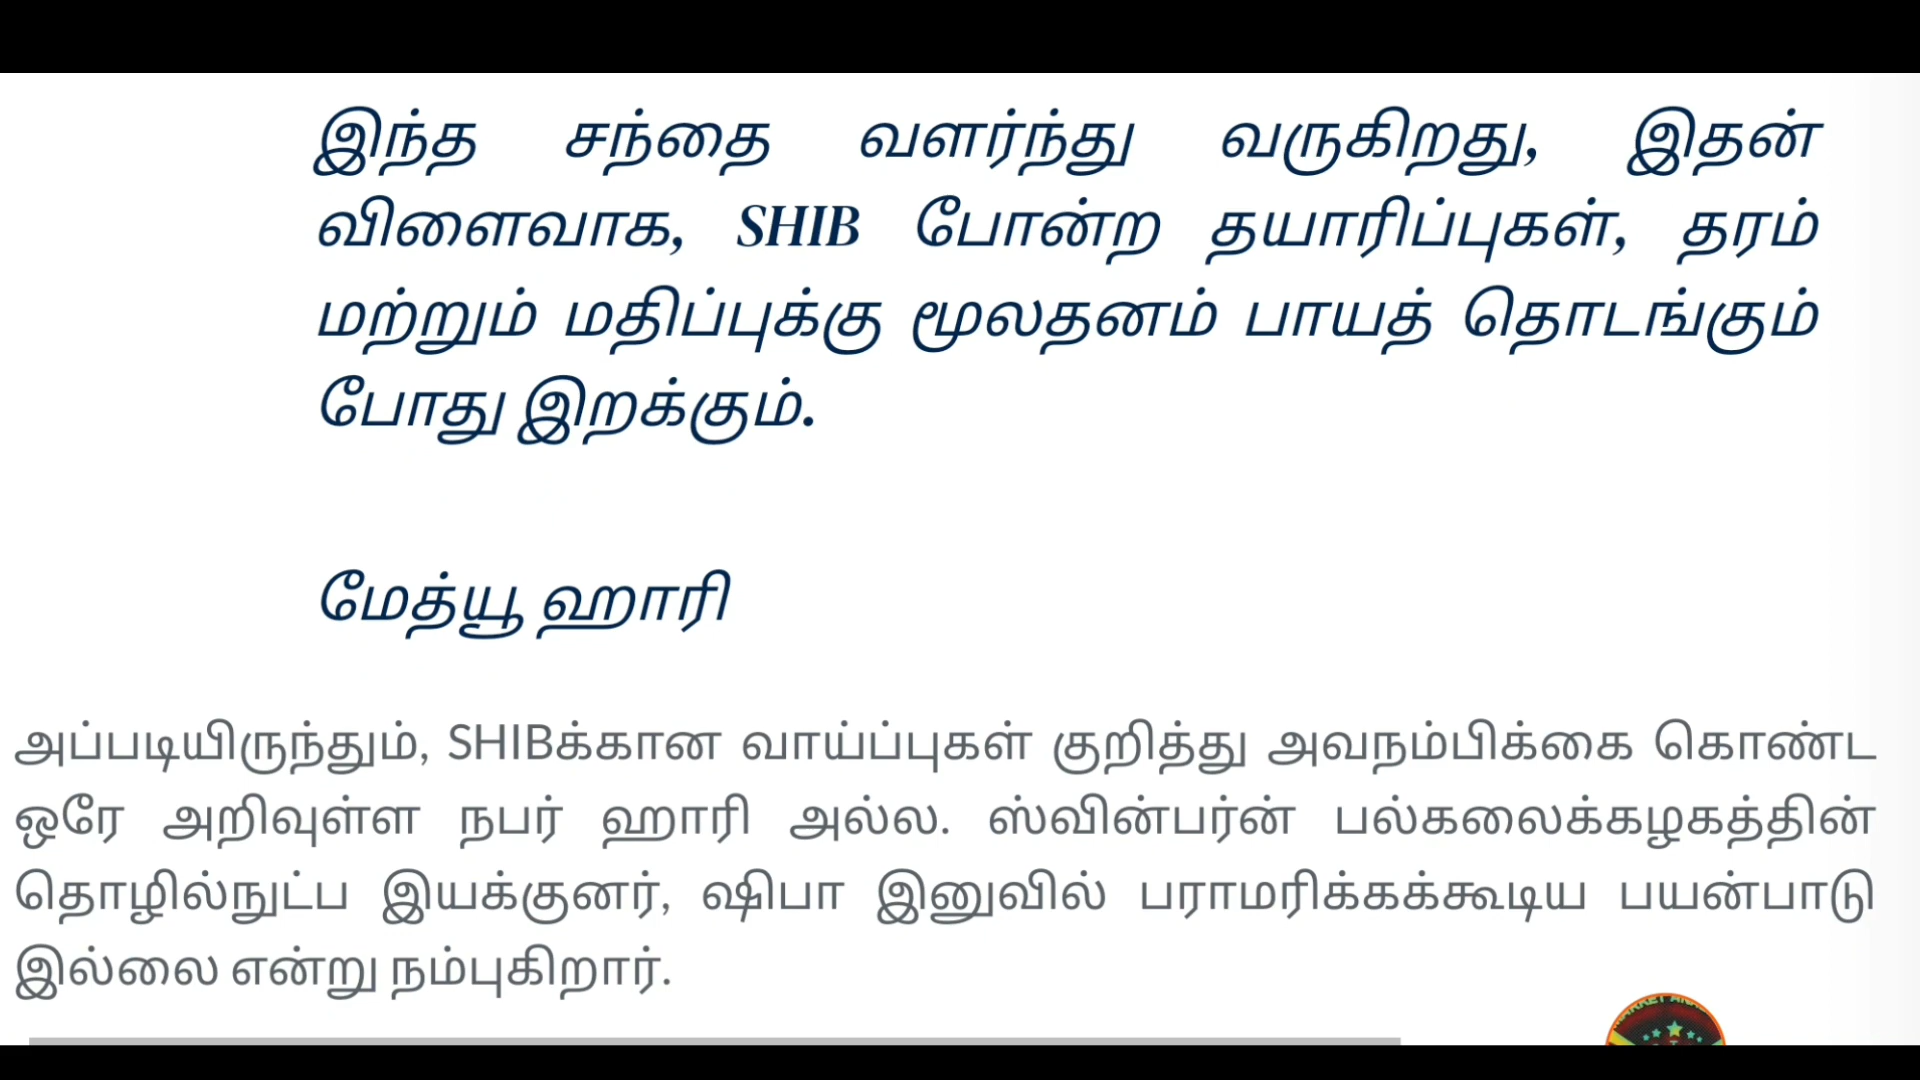 இந்த சந்தை வளர்ந்து வருகிறது, இதன்
விளைவாக, SHIB போன்ற தயாரிப்புகள், தரம்
மற்றும் மதிப்புக்கு மூலதனம் பாயத் தொடங்கும்
போது இறக்கும்.
மேத்யூ ஹாரி
அப்படியிருந்தும், SHIBக்கான வாய்ப்புகள் குறித்து அவநம்பிக்கை கொண்ட
ஒரே அறிவுள்ள நபர் ஹாரி அல்ல. ஸ்வின்பர்ன் பல்கலைக்கழகத்தின்
தொழில்நுட்ப இயக்குனர், ஷிபா இனுவில் பராமரிக்கக்கூடிய பயன்பாடு
இல்லை என்று நம்புகிறார்.
MARKET